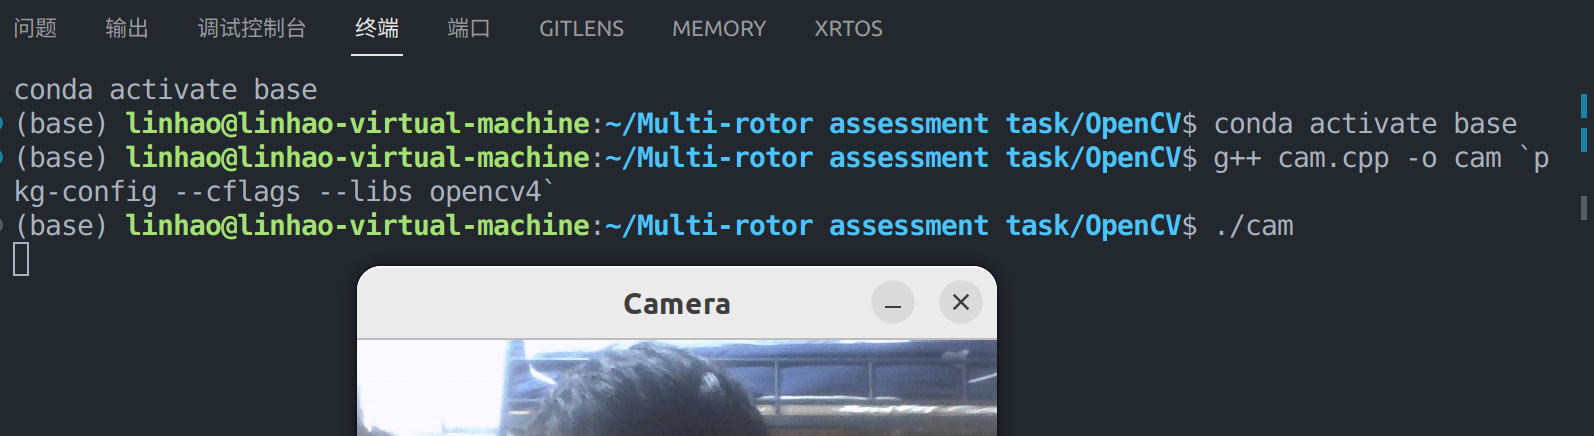 问题 输出 调试控制台 终端 端口 GITLENS MEMORY XRTOS
conda activate base
(base) linhao@linhao-virtual-machine:~/Multi-rotor assessment task/OpenCV$ conda activate base
(base) linhao@linhao-virtual-machine:~/Multi-rotor assessment task/OpenCV$ g++ cam.cpp -o cam `p
kg-config --cflags --libs opencv4`
(base) linhao@linhao-virtual-machine:~/Multi-rotor assessment task/OpenCV$ ./cam
Camera